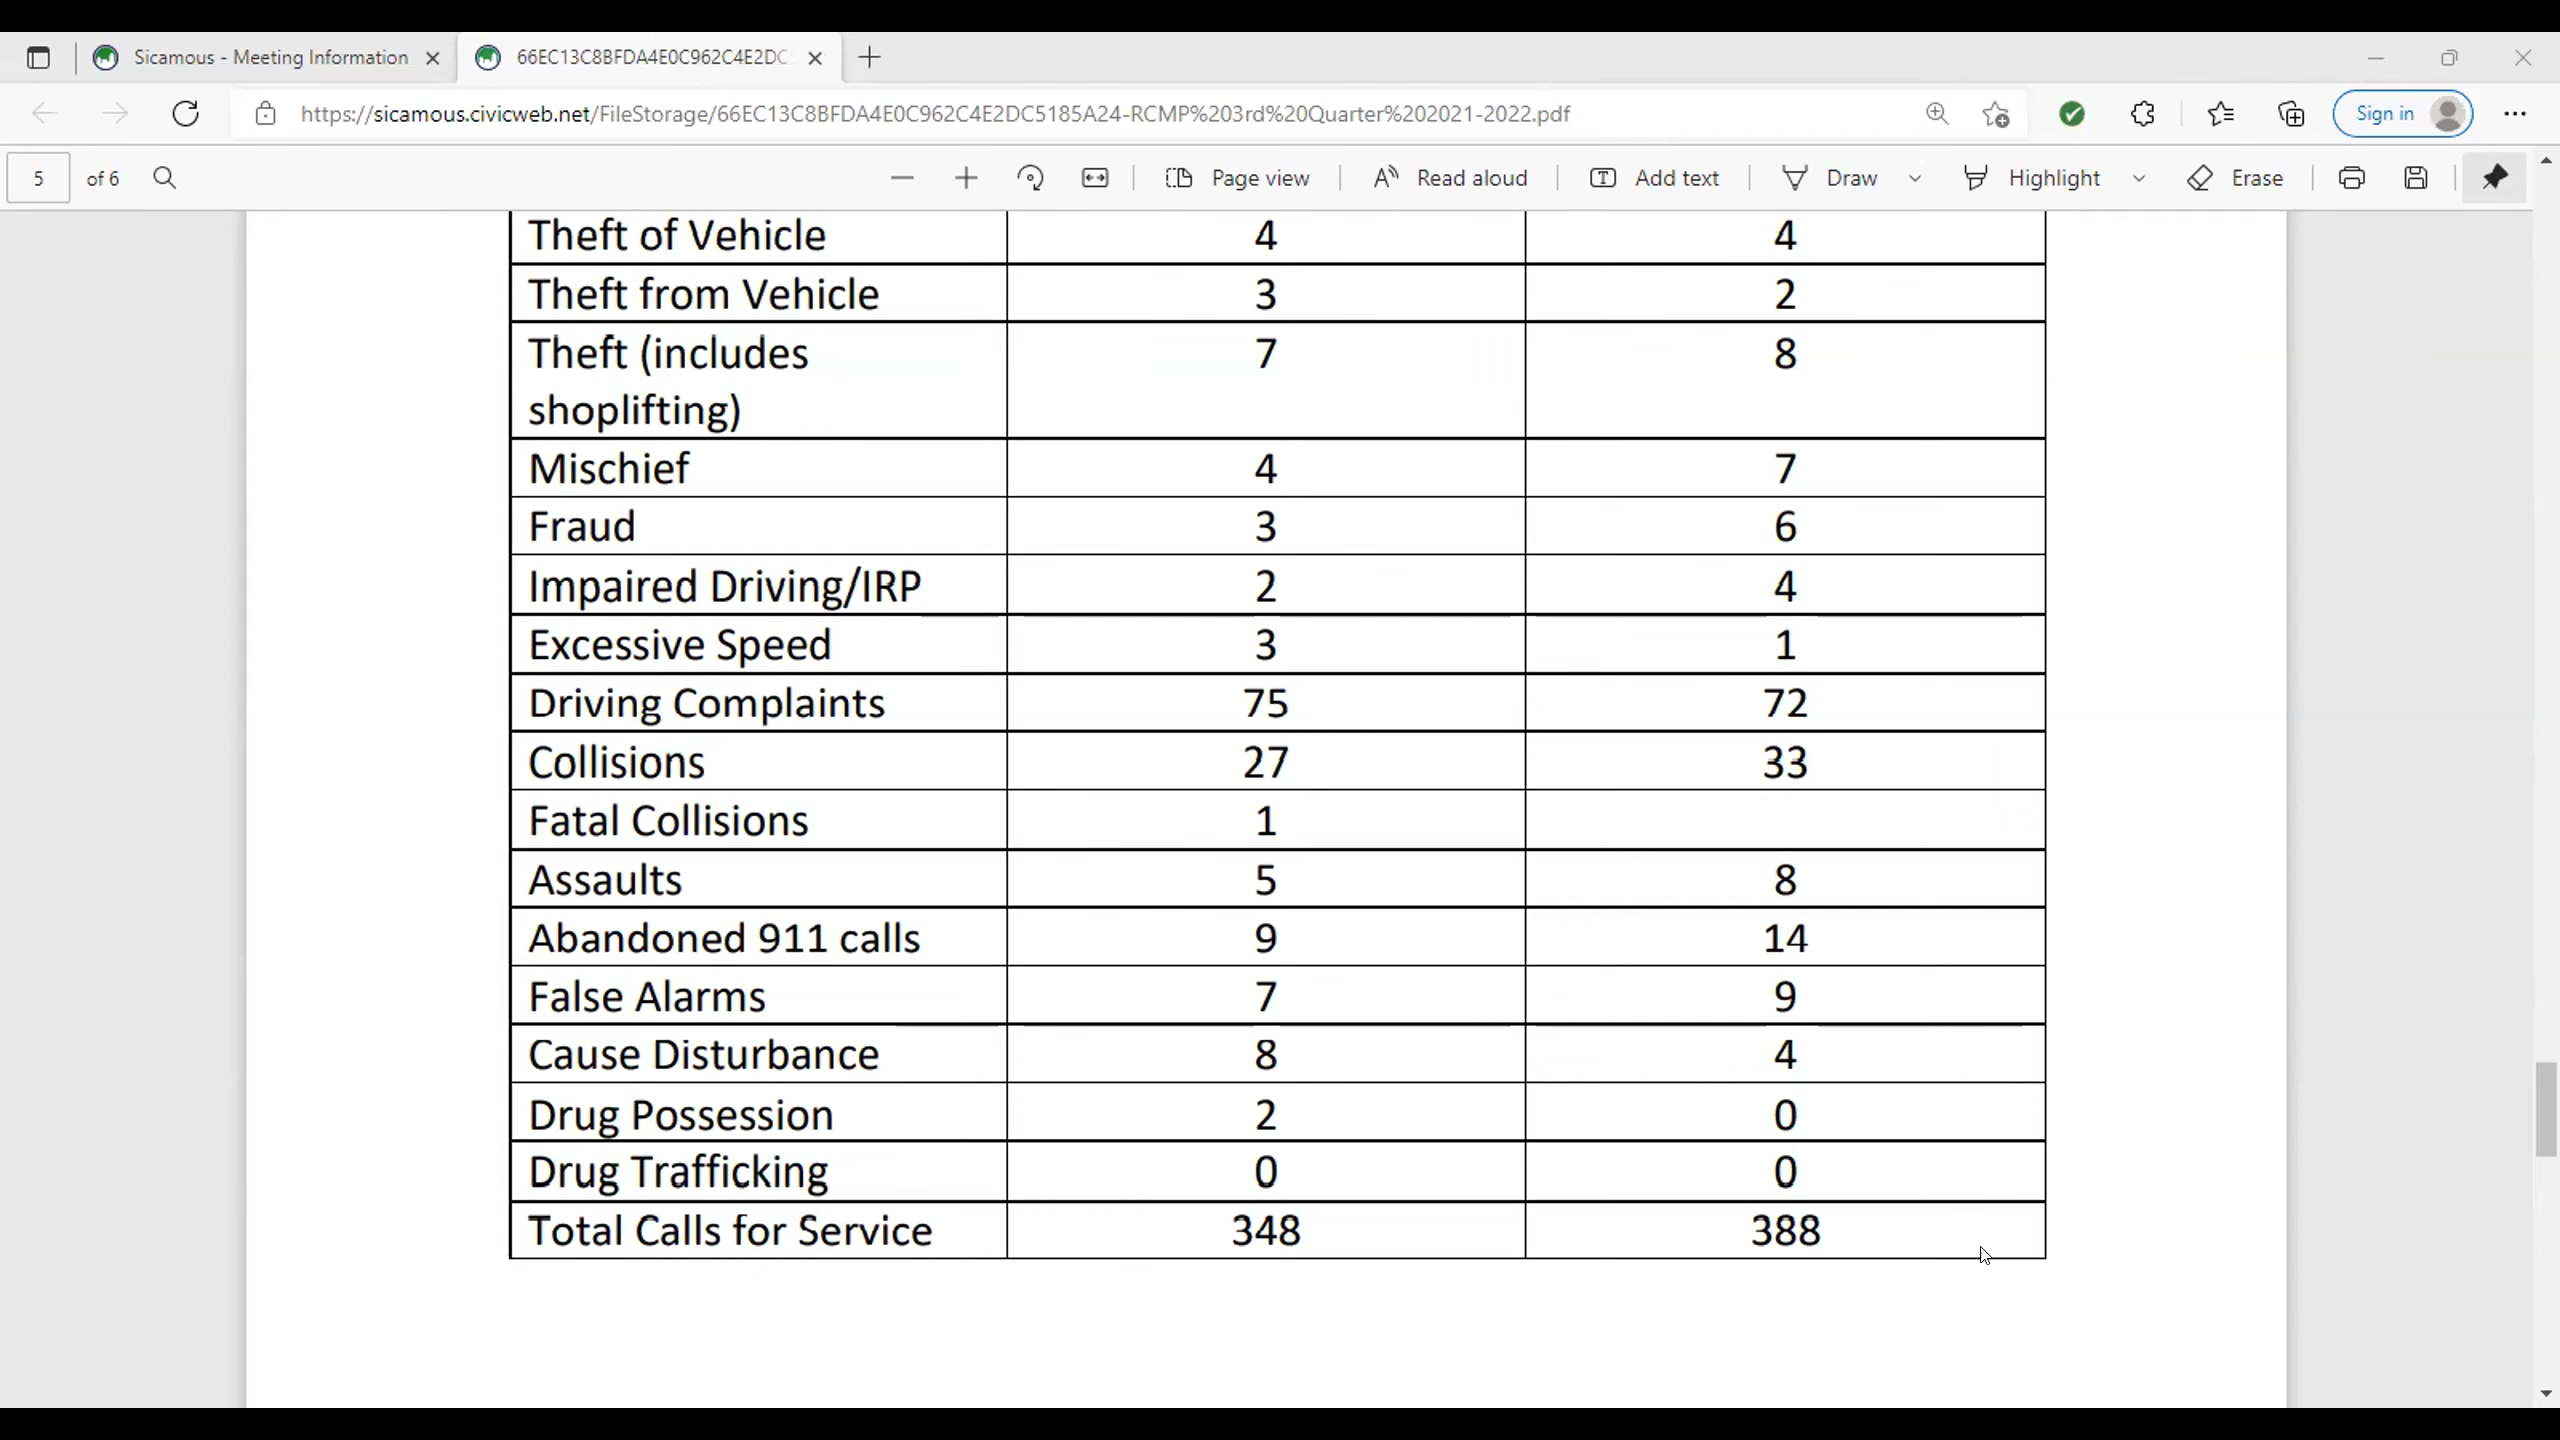 Sicamous - Meeting Information
66EC13C8BFDA4E0C962C4E2DC
https://sicamous.civicweb.net/FileStorage/66EC13C8BFDA4E0C962C4E2DC5185A24-RCMP%203rd%20Quarter%202021-2022.pdf
Sign in
5 of 6
Page view
Read aloud
Add text
Draw
Highlight
Erase
Theft of Vehicle 4 4
Theft from Vehicle 3 2
Theft (includes 7 8
shoplifting)
Mischief 4 7
Fraud 3 6
Impaired Driving/IRP 2 4
Excessive Speed 3 1
Driving Complaints 75 72
Collisions 27 33
Fatal Collisions 1
Assaults 5 8
Abandoned 911 calls 9 14
False Alarms 7 9
Cause Disturbance 8 4
Drug Possession 2 0
Drug Trafficking 0 0
Total Calls for Service 348 388